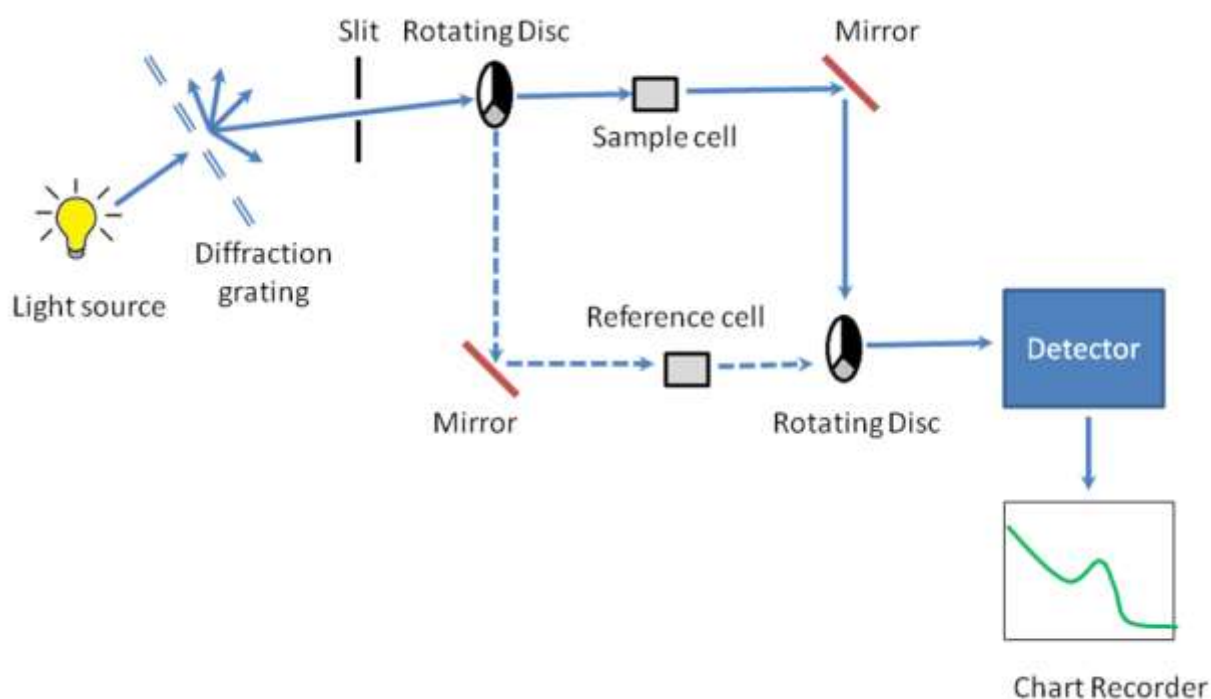 Slit
Rotating Disc
Mirror
Sample cell
Diffraction
grating
Light source
Reference cell
Detector
Mirror
Rotating Disc
Chart Recorder